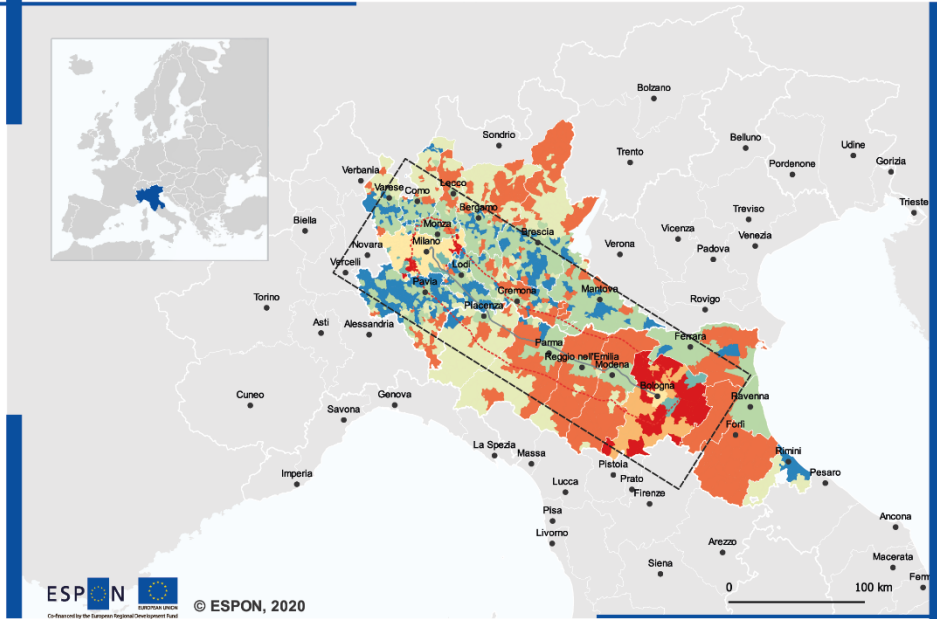 Bolzano
Sondrio
Belluno
Udine
Trento
Pordenone
Gorizia
Verbania
Varese
Como
Lecco
Trieste
Biella
Bergamo
Treviso
Monza
Brescia
Vicenza
Venezia
Novara
Milano
Verona
Padova
Vercelli
Lodi
Pavia
Cremona
Mantova
Torino
Piacenza
Rovigo
Asti
Alessandria
Parma
Ferrara
Reggio nell'Emilia
Modena
Bologna
Cuneo
Genova
Ravenna
Savona
Forlì
La Spezia
Massa
Rimini
Pistoia
Pesaro
Imperia
Lucca
Prato
Firenze
Pisa
Ancona
Livorno
Arezzo
Macerata
Siena
Ferm
0 100 km
ESPON
EUROPEAN UNION
Co-financed by the European Regional Development Fund
© ESPON, 2020